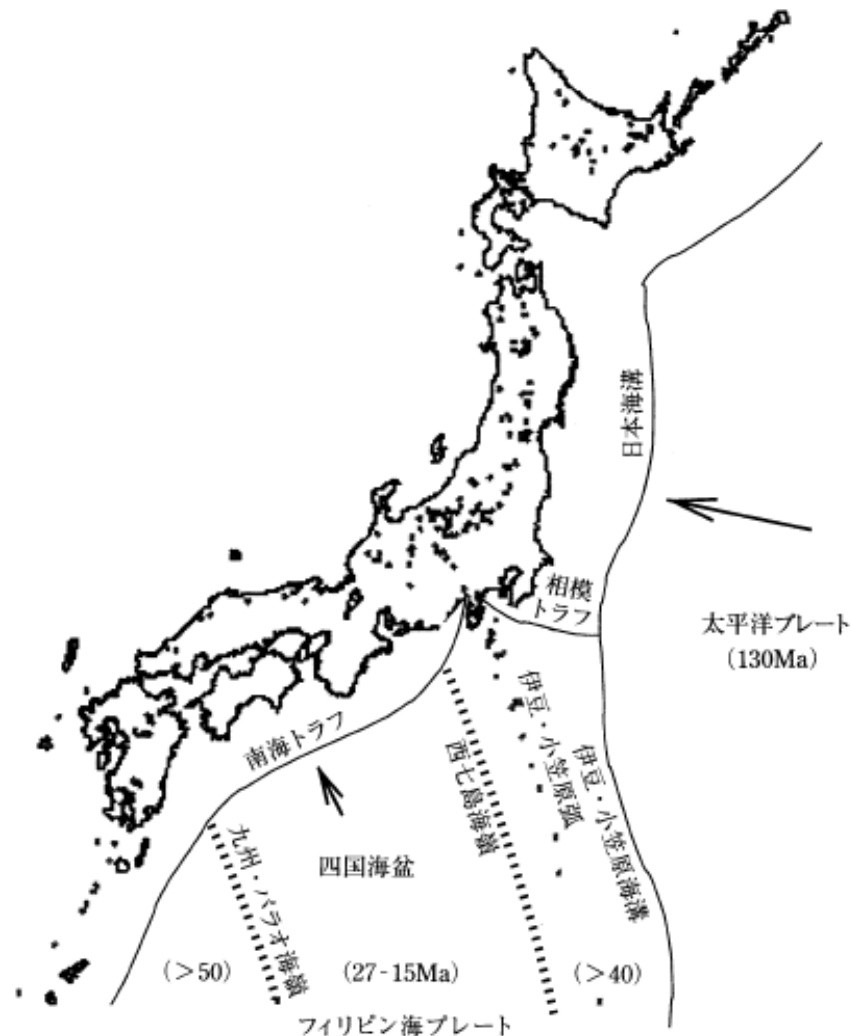 日本海溝
相模
トラフ
太平洋プレート
(130Ma)
伊豆・小笠原弧
伊豆・小笠原海溝
西七島海嶺
南海トラフ
四国海盆
九州・パラオ海嶺
(>50)
(27-15Ma)
(>40)
フィリピン海プレート